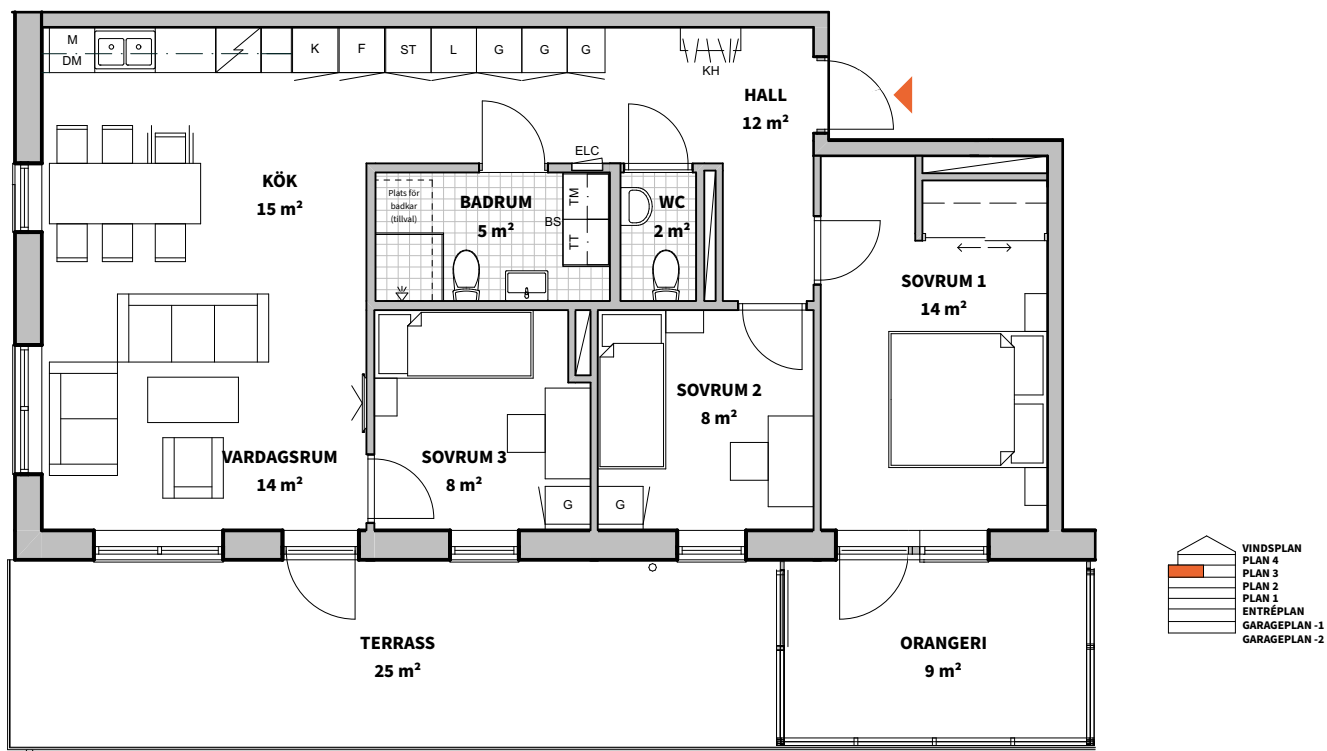 M
DM
K
F
ST
L
G
G
G
KH
HALL
12 m²
ELC
KÖK
15 m²
Plats för
badkar
(tillval)
BADRUM
5 m²
BS
TM
TT
WC
2 m²
SOVRUM 1
14 m²
SOVRUM 2
8 m²
VARDAGSRUM
14 m²
SOVRUM 3
8 m²
G
G
TERRASS
25 m²
ORANGERI
9 m²
VINDSPLAN
PLAN 4
PLAN 3
PLAN 2
PLAN 1
ENTRÉPLAN
GARAGEPLAN -1
GARAGEPLAN -2